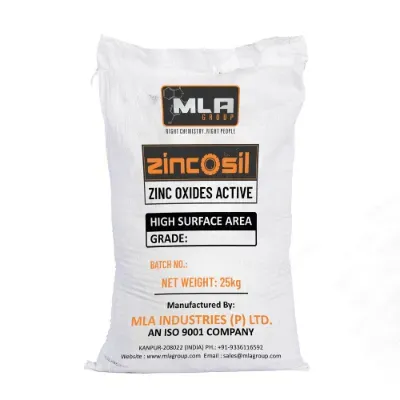 MLA
GROUP
RIGHT CHEMISTRY, RIGHT PEOPLE
zincosil
ZINC OXIDES ACTIVE
HIGH SURFACE AREA
GRADE:
BATCH NO.:
NET WEIGHT: 25kg
Manufactured By:
MLA INDUSTRIES (P) LTD.
AN ISO 9001 COMPANY
KANPUR-208022 (INDIA) PH.: +91-9336116592
Website : www.mlagroup.com Email : sales@mlagroup.com